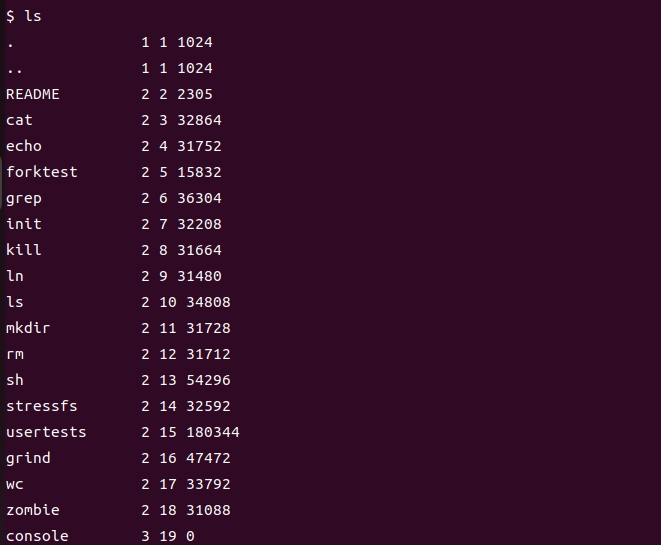 $ ls
.              1 1 1024
..             1 1 1024
README         2 2 2305
cat            2 3 32864
echo           2 4 31752
forktest       2 5 15832
grep           2 6 36304
init           2 7 32208
kill           2 8 31664
ln             2 9 31480
ls             2 10 34808
mkdir          2 11 31728
rm             2 12 31712
sh             2 13 54296
stressfs       2 14 32592
usertests      2 15 180344
grind          2 16 47472
wc             2 17 33792
zombie         2 18 31088
console        3 19 0